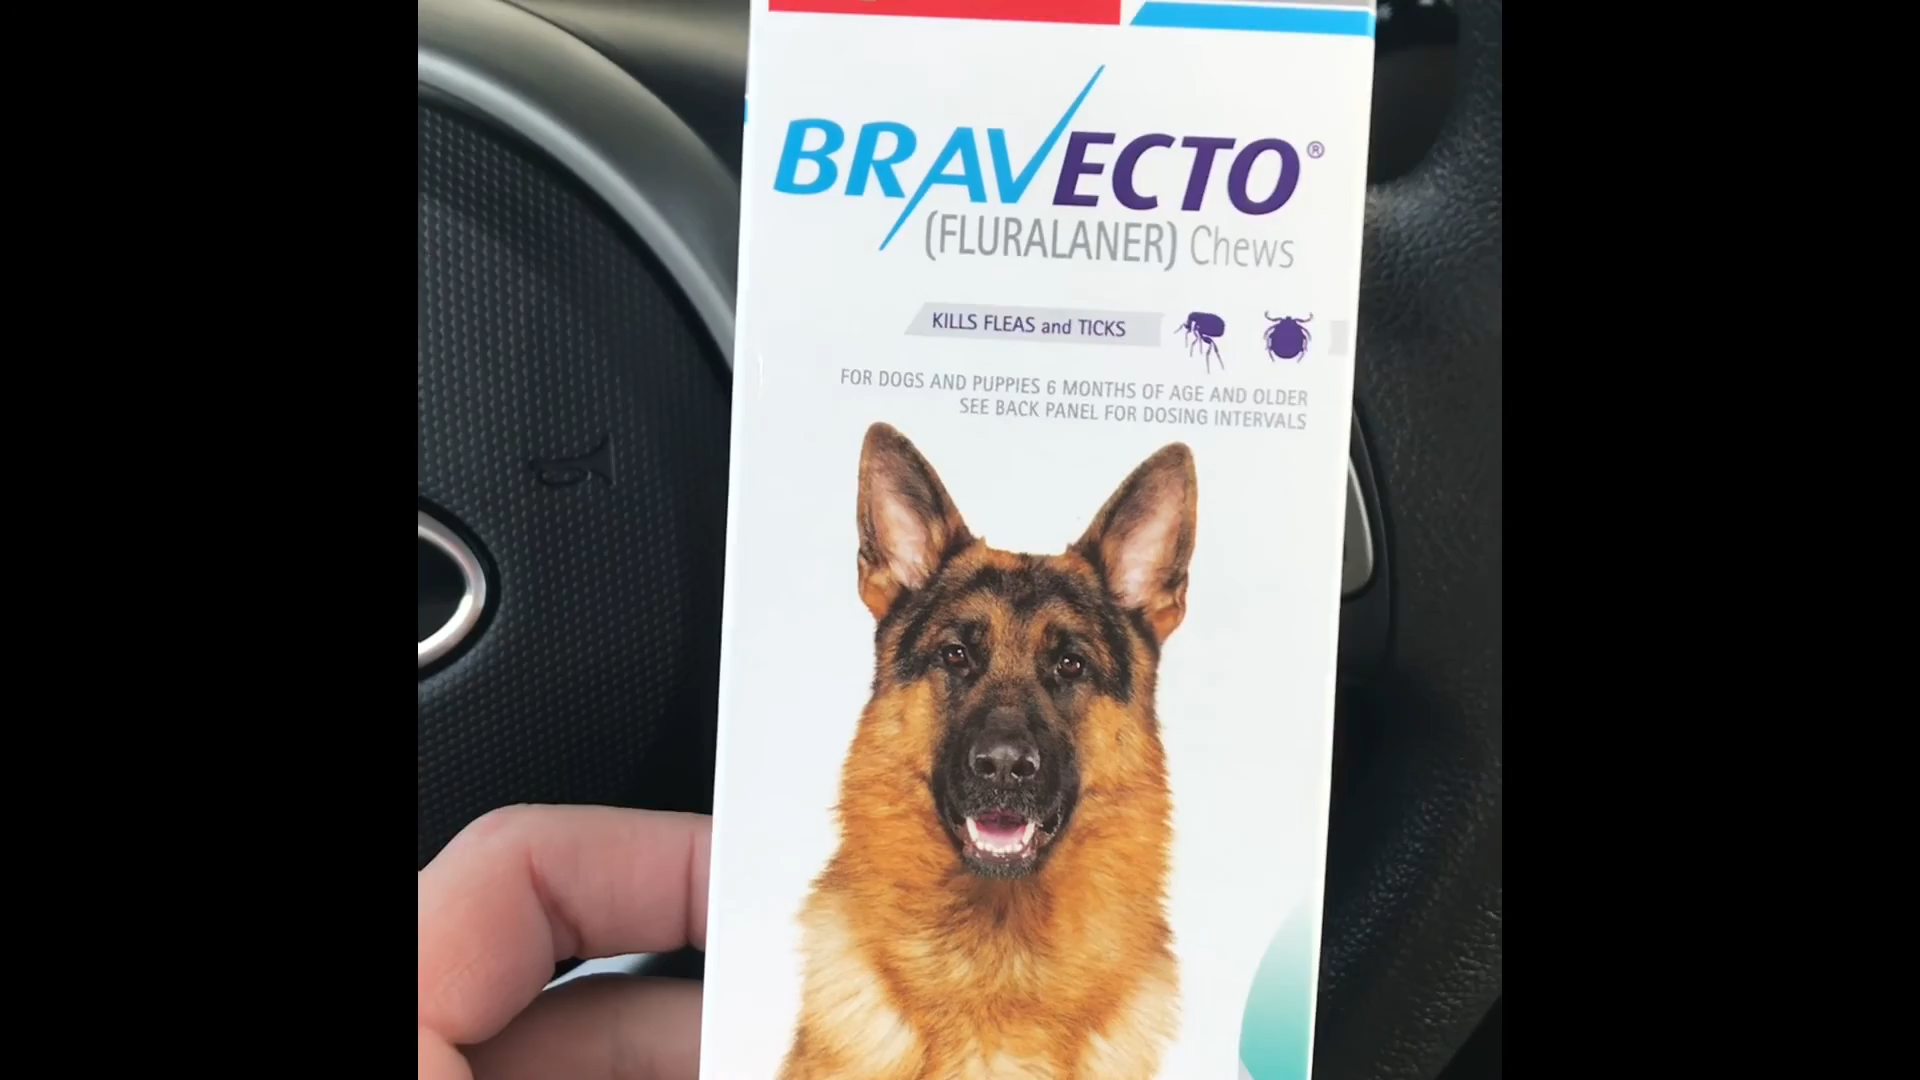 BRAVECTO®
(FLURALANER) Chews
KILLS FLEAS and TICKS
FOR DOGS AND PUPPIES 6 MONTHS OF AGE AND OLDER
SEE BACK PANEL FOR DOSING INTERVALS